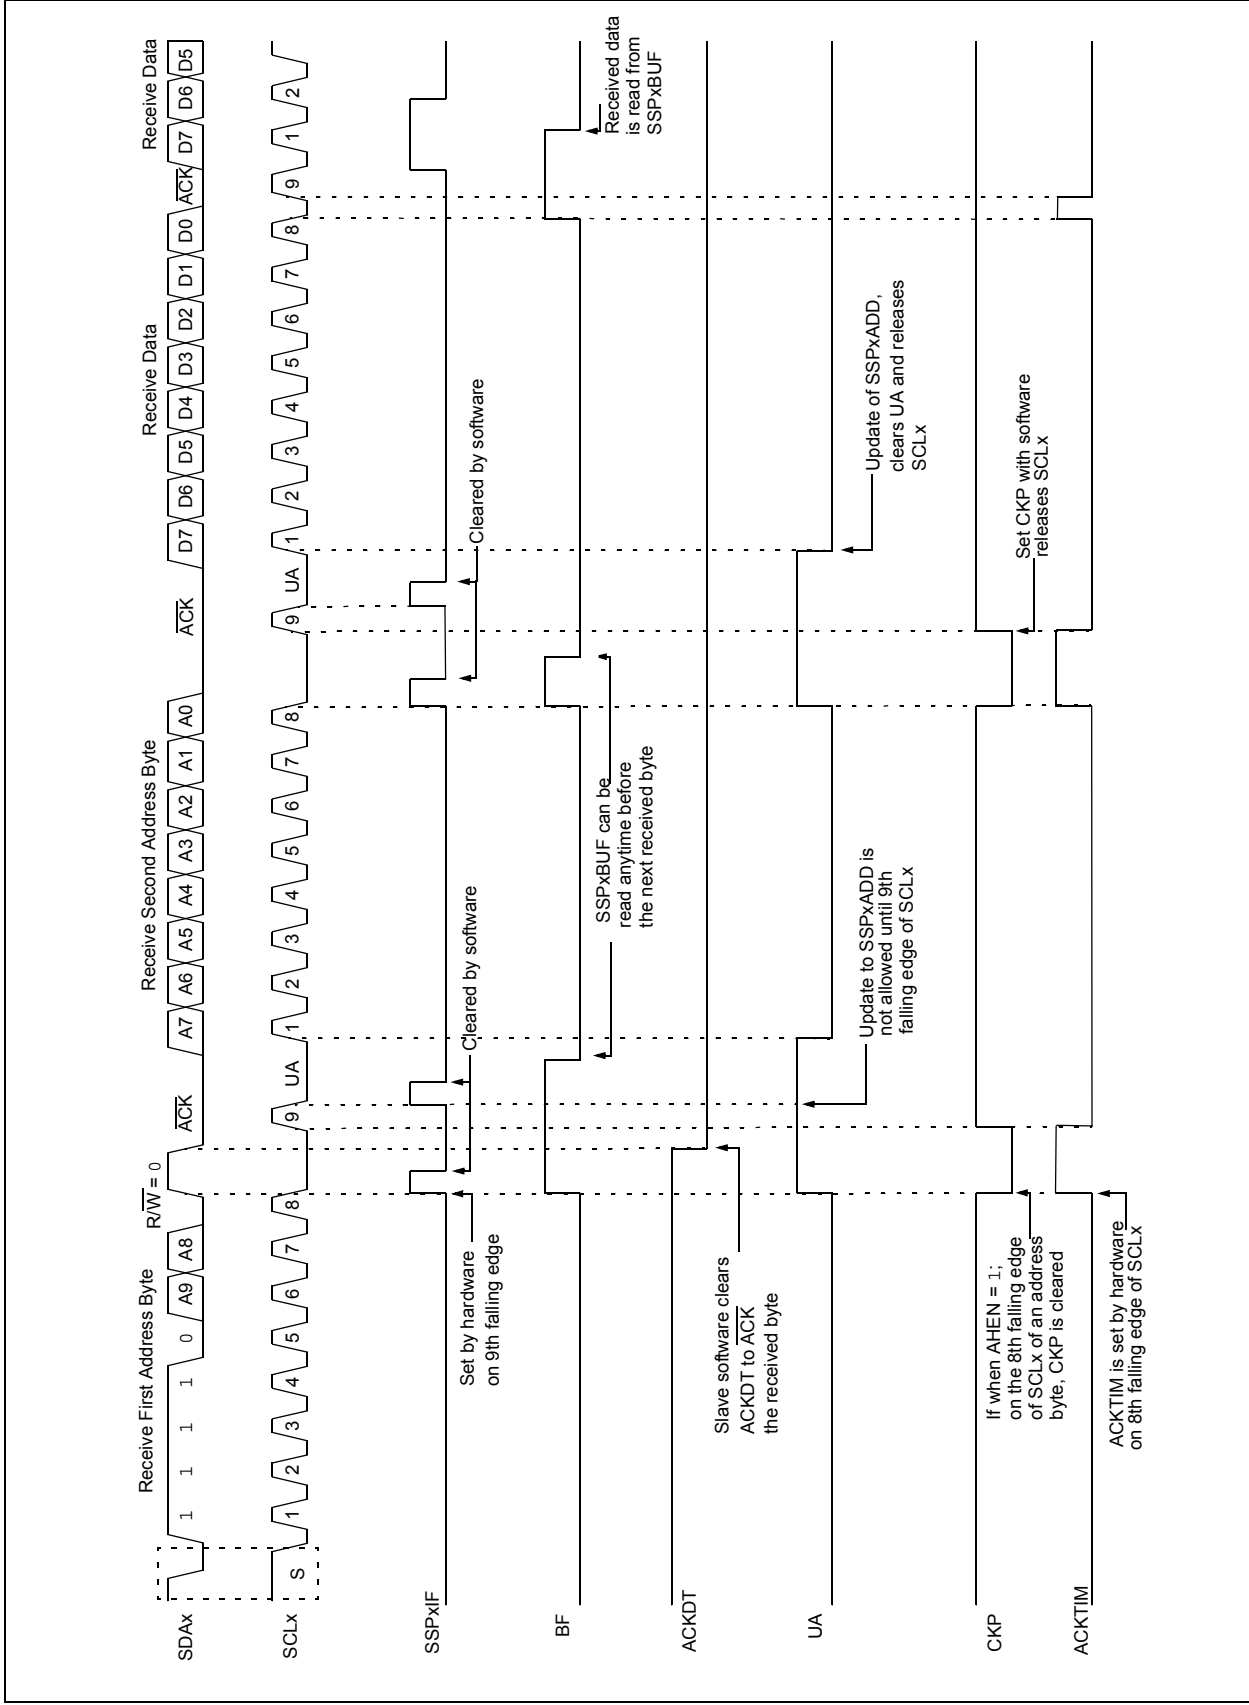 Receive First Address Byte
R/W = 0
Receive Second Address Byte
Receive Data
Receive Data
SDAx
1 1 1 1 0 A9 A8 ACK A7 A6 A5 A4 A3 A2 A1 A0 ACK D7 D6 D5 D4 D3 D2 D1 D0 ACK D7 D6 D5
SCLx
S 1 2 3 4 5 6 7 8 9 UA 1 2 3 4 5 6 7 8 9 UA 1 2 3 4 5 6 7 8 9 1 2
SSPxIF
Set by hardware
on 9th falling edge
Cleared by software
Cleared by software
BF
SSPxBUF can be
read anytime before
the next received byte
Received data
is read from
SSPxBUF
ACKDT
Slave software clears
ACKDT to ACK
the received byte
UA
Update to SSPxADD is
not allowed until 9th
falling edge of SCLx
Update of SSPxADD,
clears UA and releases
SCLx
CKP
If when AHEN = 1;
on the 8th falling edge
of SCLx of an address
byte, CKP is cleared
Set CKP with software
releases SCLx
ACKTIM
ACKTIM is set by hardware
on 8th falling edge of SCLx